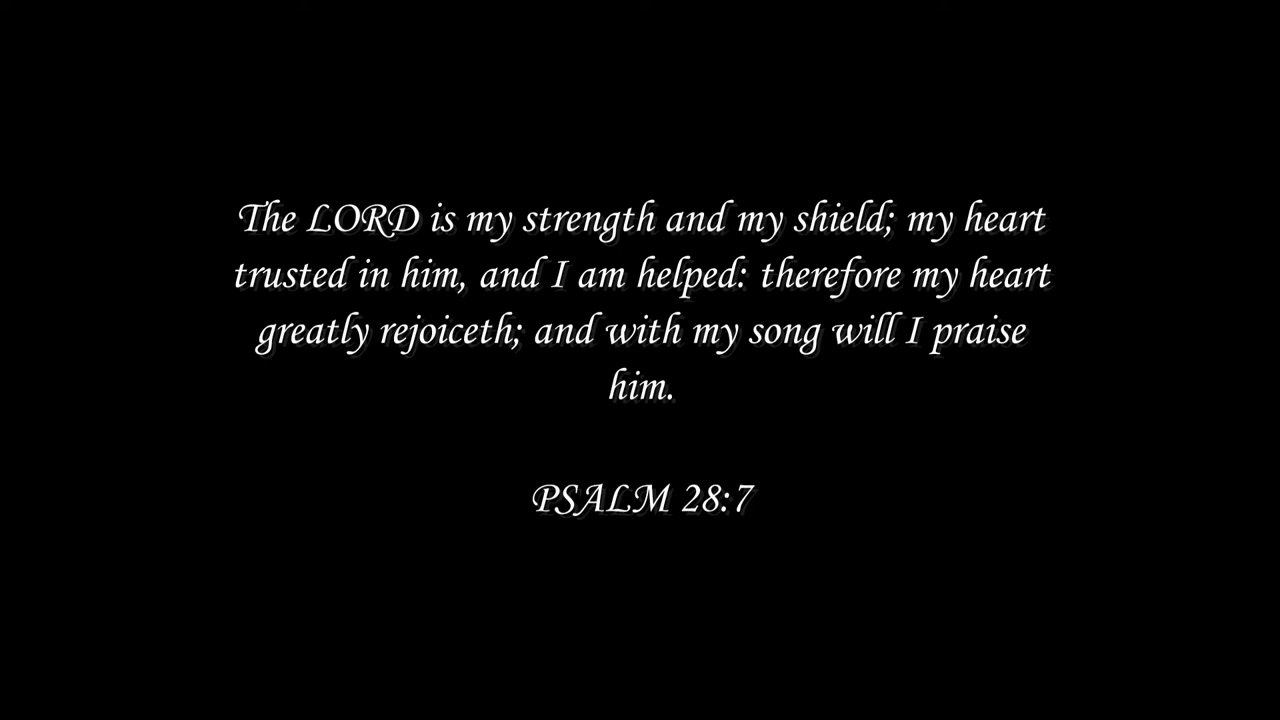 The LORD is my strength and my shield; my heart
trusted in him, and I am helped: therefore my heart
greatly rejoiceth; and with my song will I praise
him.
PSALM 28:7